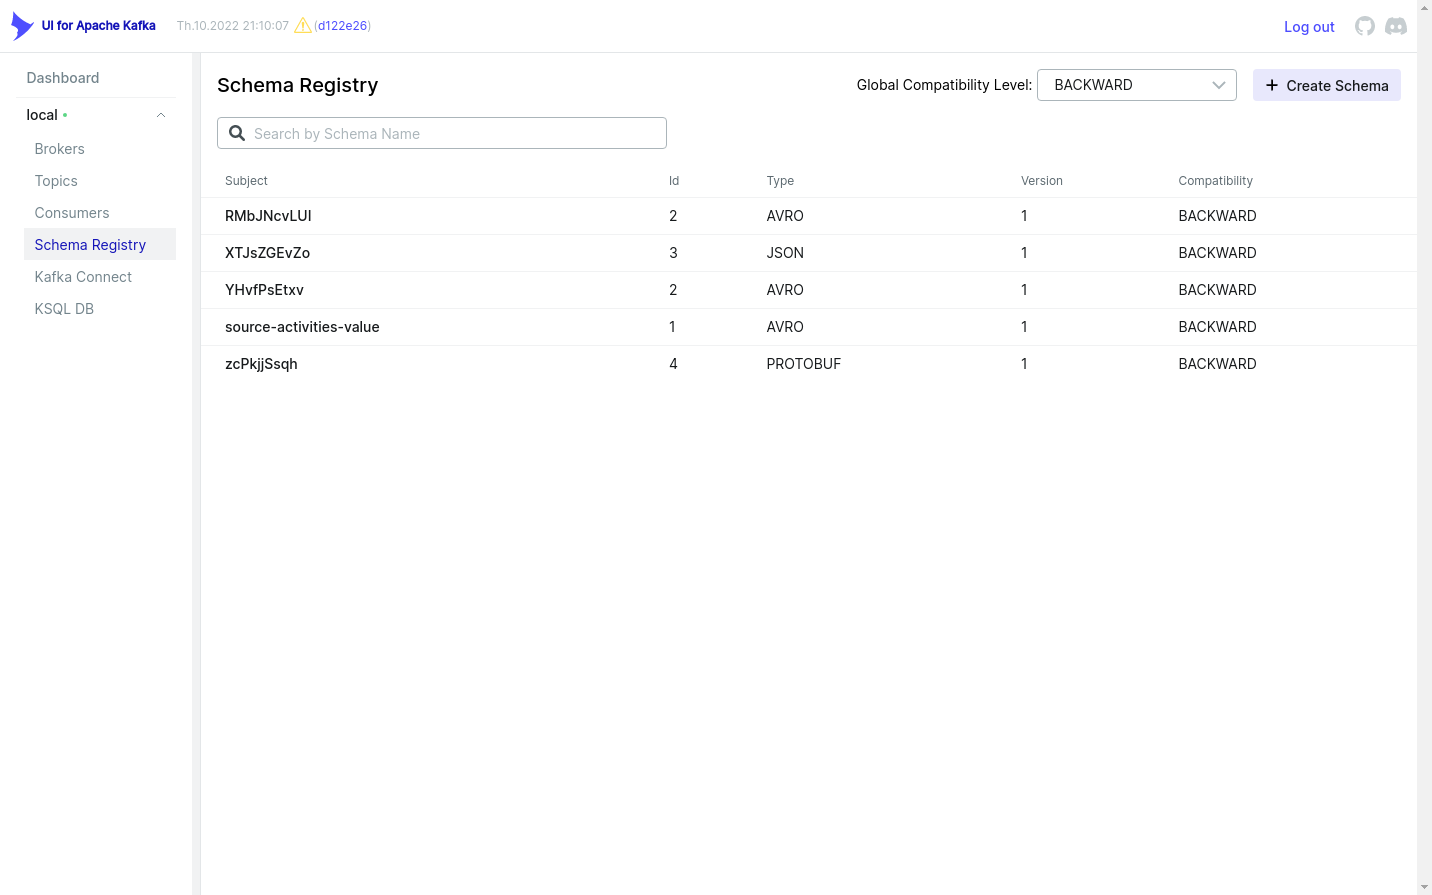 UI for Apache Kafka Th.10.2022 21:10:07 (d122e26) Log out
Dashboard
local
Brokers
Topics
Consumers
Schema Registry
Kafka Connect
KSQL DB
Schema Registry Global Compatibility Level: BACKWARD Create Schema
Search by Schema Name
Subject Id Type Version Compatibility
RMbJNcvLUI 2 AVRO 1 BACKWARD
XTJsZGEvZo 3 JSON 1 BACKWARD
YHvfPsEtxv 2 AVRO 1 BACKWARD
source-activities-value 1 AVRO 1 BACKWARD
zcPkjjSsqh 4 PROTOBUF 1 BACKWARD